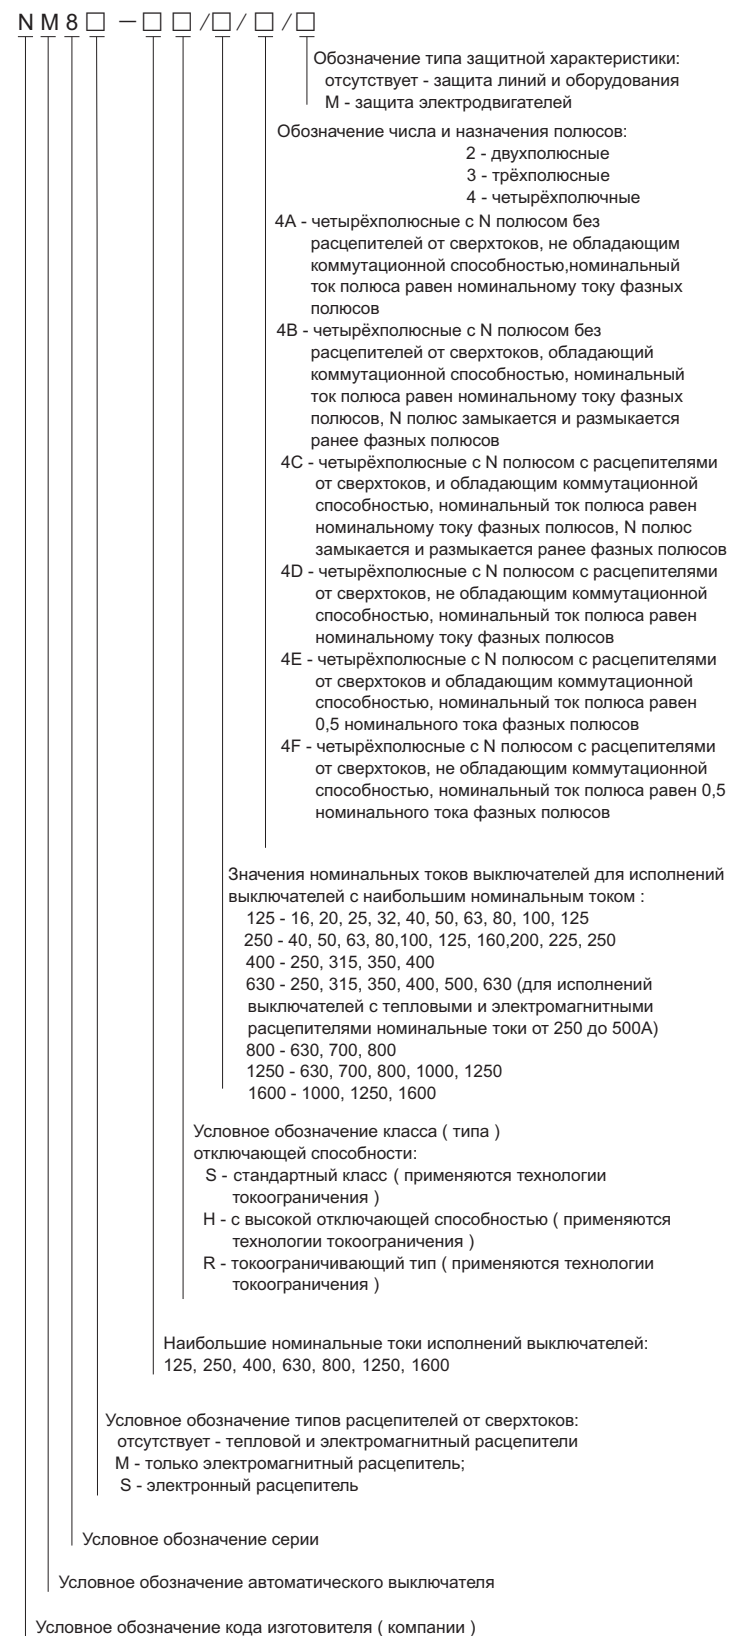 NM8□ －□ □ /□/ □ /□
Обозначение типа защитной характеристики:
отсутствует - защита линий и оборудования
М - защита электродвигателей
Обозначение числа и назначения полюсов:
2 - двухполюсные
3 - трёхполюсные
4 - четырёхполючные
4A - четырёхполюсные с N полюсом без
расцепителей от сверхтоков, не обладающим
коммутационной способностью,номинальный
ток полюса равен номинальному току фазных
полюсов
4B - четырёхполюсные с N полюсом без
расцепителей от сверхтоков, обладающий
коммутационной способностью, номинальный
ток полюса равен номинальному току фазных
полюсов, N полюс замыкается и размыкается
ранее фазных полюсов
4C - четырёхполюсные с N полюсом с расцепителями
от сверхтоков, и обладающим коммутационной
способностью, номинальный ток полюса равен
номинальному току фазных полюсов, N полюс
замыкается и размыкается ранее фазных полюсов
4D - четырёхполюсные с N полюсом с расцепителями
от сверхтоков, не обладающим коммутационной
способностью, номинальный ток полюса равен
номинальному току фазных полюсов
4E - четырёхполюсные с N полюсом с расцепителями
от сверхтоков и обладающим коммутационной
способностью, номинальный ток полюса равен
0,5 номинального тока фазных полюсов
4F - четырёхполюсные с N полюсом с расцепителями
от сверхтоков, не обладающим коммутационной
способностью, номинальный ток полюса равен 0,5
номинального тока фазных полюсов
Значения номинальных токов выключателей для исполнений
выключателей с наибольшим номинальным током :
125 - 16, 20, 25, 32, 40, 50, 63, 80, 100, 125
250 - 40, 50, 63, 80,100, 125, 160,200, 225, 250
400 - 250, 315, 350, 400
630 - 250, 315, 350, 400, 500, 630 (для исполнений
выключателей с тепловыми и электромагнитными
расцепителями номинальные токи от 250 до 500А)
800 - 630, 700, 800
1250 - 630, 700, 800, 1000, 1250
1600 - 1000, 1250, 1600
Условное обозначение класса ( типа )
отключающей способности:
S - стандартный класс ( применяются технологии
токоограничения )
H - с высокой отключающей способностью ( применяются
технологии токоограничения )
R - токоограничивающий тип ( применяются технологии
токоограничения )
Наибольшие номинальные токи исполнений выключателей:
125, 250, 400, 630, 800, 1250, 1600
Условное обозначение типов расцепителей от сверхтоков:
отсутствует - тепловой и электромагнитный расцепители
М - только электромагнитный расцепитель;
S - электронный расцепитель
Условное обозначение серии
Условное обозначение автоматического выключателя
Условное обозначение кода изготовителя ( компании )